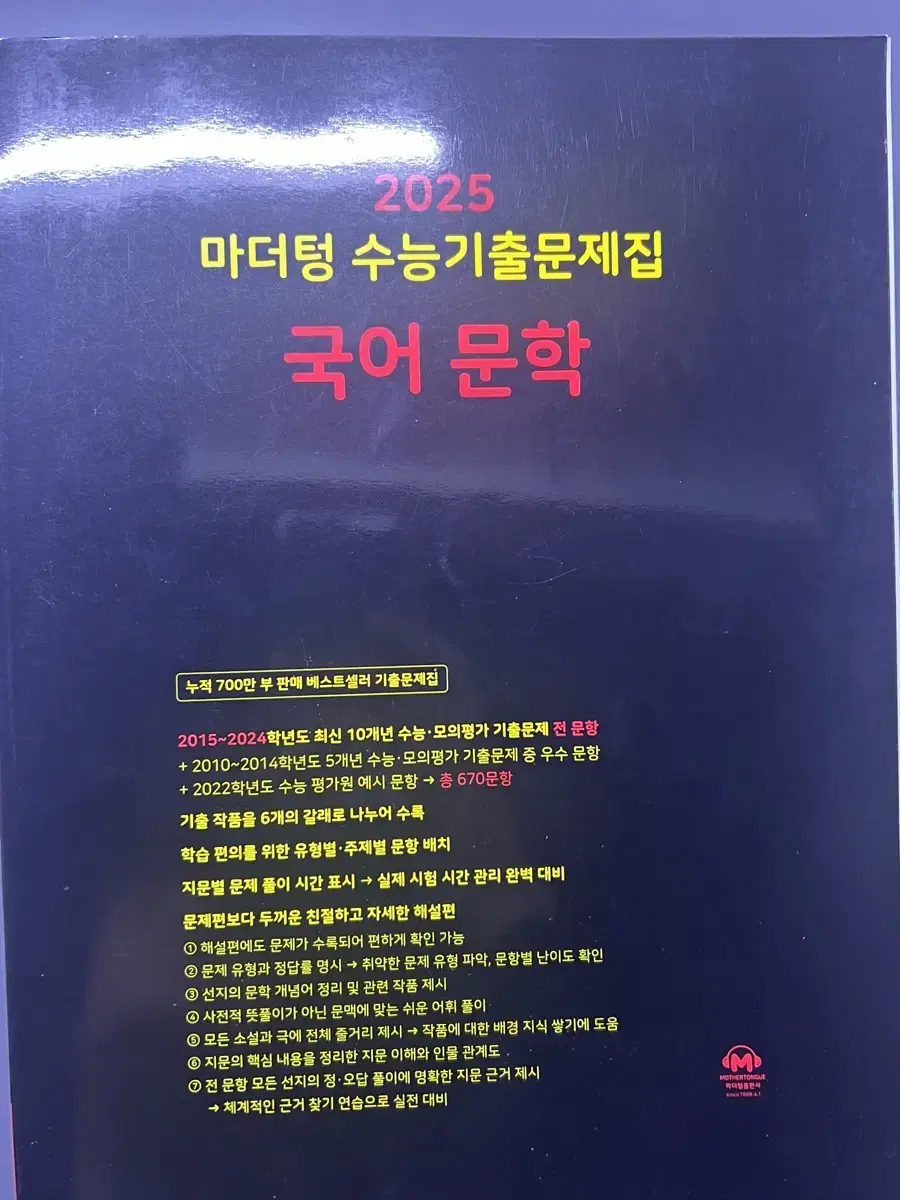 2025
마더텅 수능기출문제집
국어 문학
누적 700만 부 판매 베스트셀러 기출문제집
2015~2024학년도 최신 10개년 수능·모의평가 기출문제 전 문항
+ 2010~2014학년도 5개년 수능·모의평가 기출문제 중 우수 문항
+ 2022학년도 수능 평가원 예시 문항 → 총 670문항
기출 작품을 6개의 갈래로 나누어 수록
학습 편의를 위한 유형별·주제별 문항 배치
지문별 문제 풀이 시간 표시 → 실제 시험 시간 관리 완벽 대비
문제편보다 두꺼운 친절하고 자세한 해설편
① 해설편에도 문제가 수록되어 편하게 확인 가능
② 문제 유형과 정답률 명시 → 취약한 문제 유형 파악, 문항별 난이도 확인
③ 선지의 문학 개념어 정리 및 관련 작품 제시
④ 사전적 뜻풀이가 아닌 문맥에 맞는 쉬운 어휘 풀이
⑤ 모든 소설과 극에 전체 줄거리 제시 → 작품에 대한 배경 지식 쌓기에 도움
⑥ 지문의 핵심 내용을 정리한 지문 이해와 인물 관계도
⑦ 전 문항 모든 선지의 정·오답 풀이에 명확한 지문 근거 제시
→ 체계적인 근거 찾기 연습으로 실전 대비
M
MOTHERTONGUE
마더텅출판사
since 1999.4.1